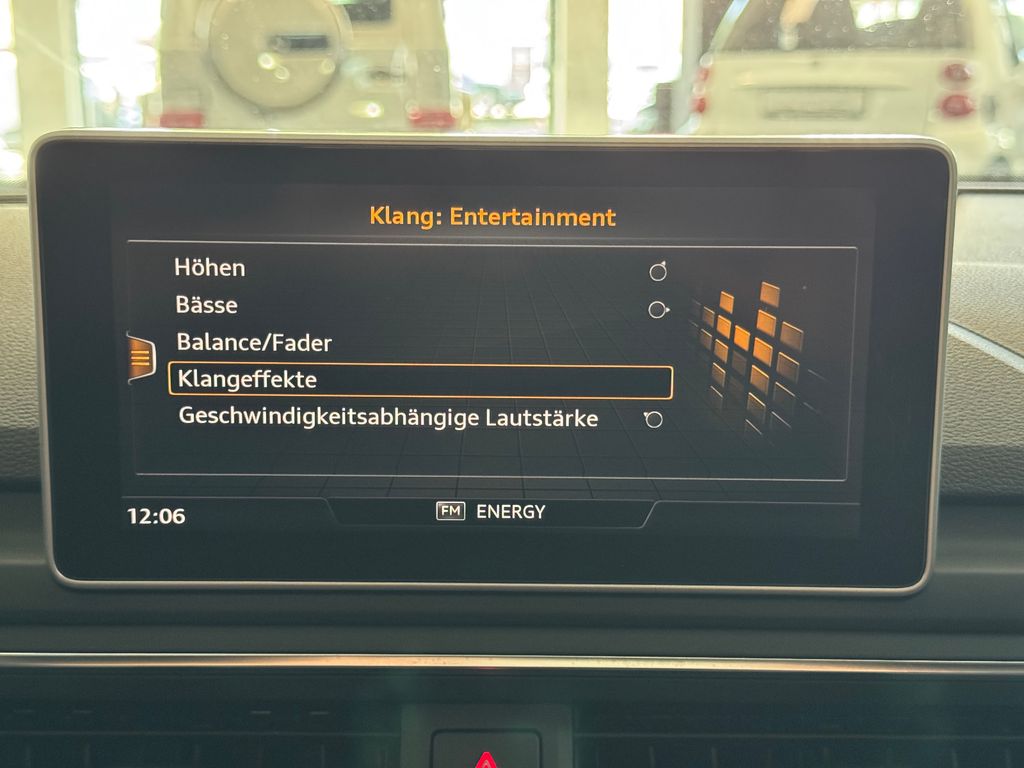 Klang: Entertainment
Höhen
Bässe
Balance/Fader
Klangeffekte
Geschwindigkeitsabhängige Lautstärke
12:06
FM ENERGY